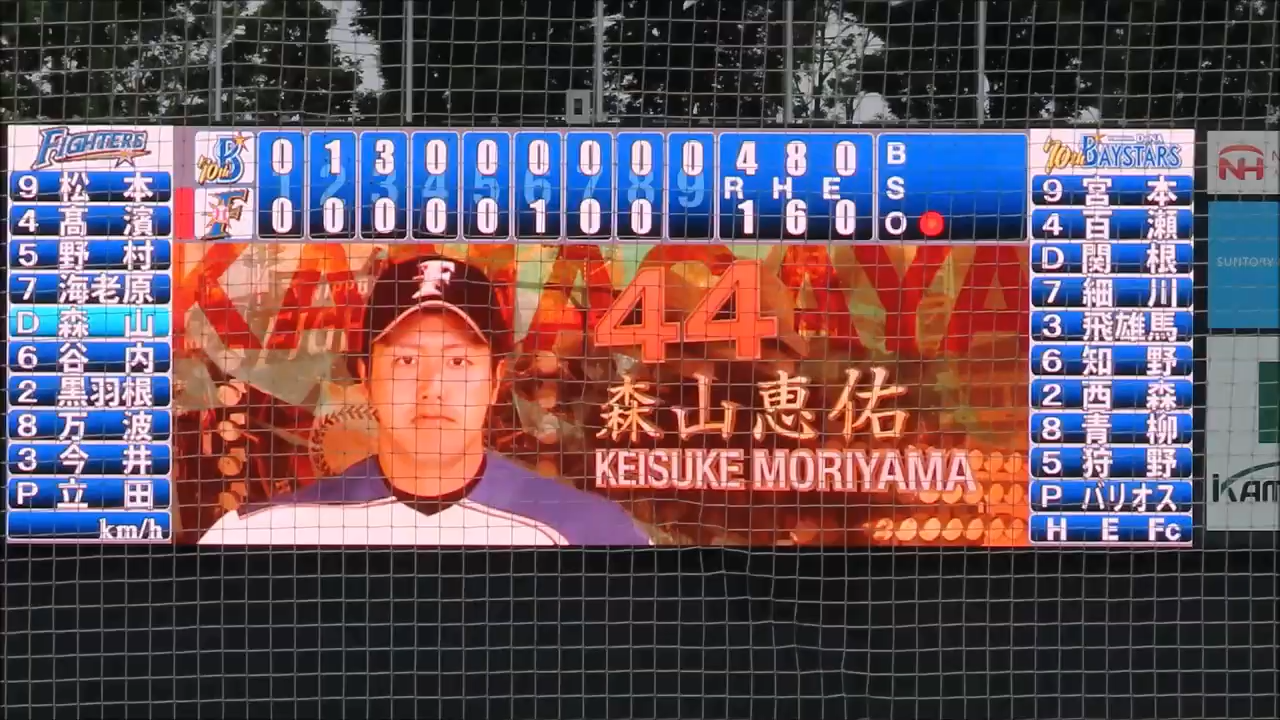 FIGHTERS
9 松本
4 髙濱
5 野村
7 海老原
D 森山
6 谷内
2 黒羽根
8 万波
3 今井
P 立田
km/h
10th B 0 1 3 0 0 0 0 0 0 4 8 0
1 2 3 4 5 6 7 8 9 R H E
F 0 0 0 0 0 1 0 0 1 6 0
B
S
O
KAMAGAYA
44
森山恵佑
KEISUKE MORIYAMA
10th DeNA BAYSTARS
9 宮本
4 百瀬
D 関根
7 細川
3 飛雄馬
6 知野
2 西森
8 青柳
5 狩野
P バリオス
H E Fc
NH
SUNTORY